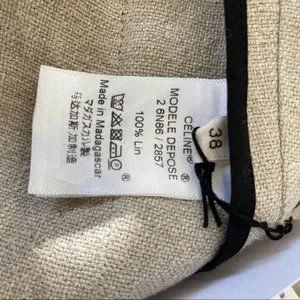 CELINE®
MODELE DEPOSE
2 6N86 / 2857
100% Lin
Made in Madagascar
マダガスカル製
马达加斯加制造
38